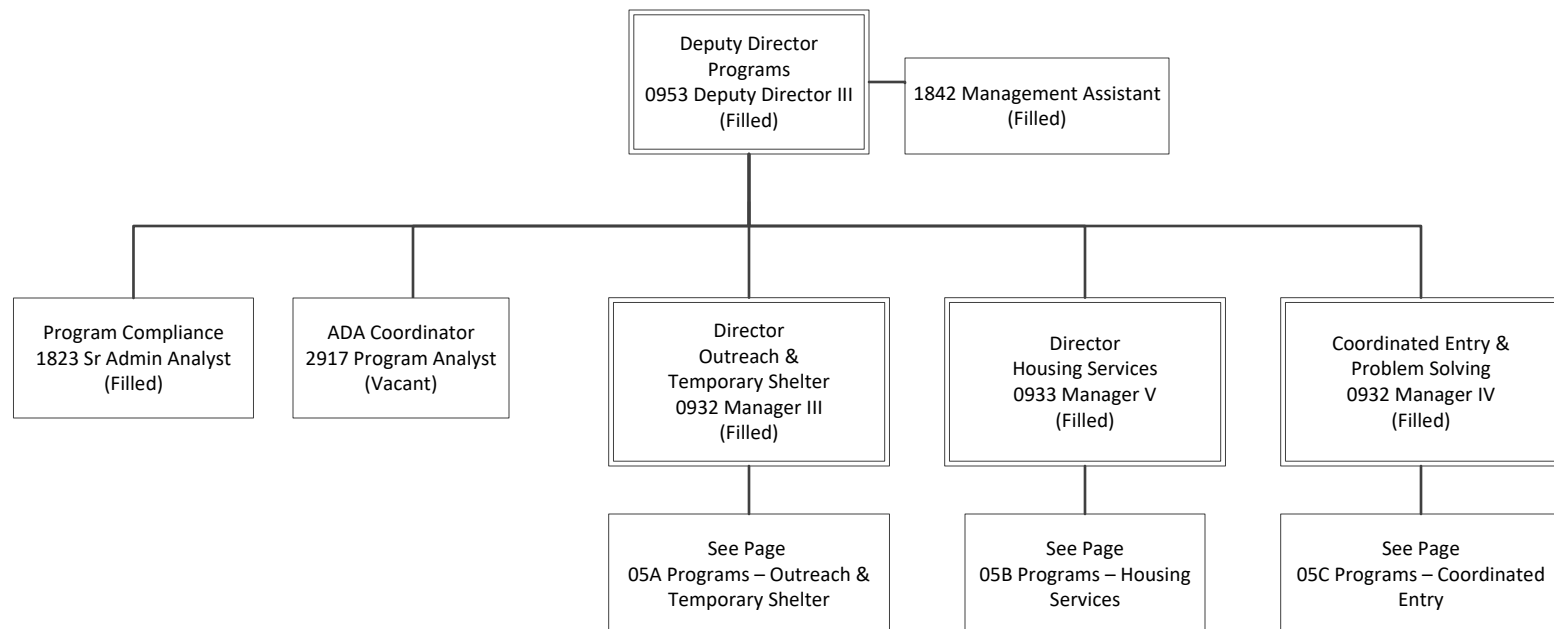 Deputy Director
Programs
0953 Deputy Director III
(Filled)
1842 Management Assistant
(Filled)
Program Compliance
1823 Sr Admin Analyst
(Filled)
ADA Coordinator
2917 Program Analyst
(Vacant)
Director
Outreach &
Temporary Shelter
0932 Manager III
(Filled)
Director
Housing Services
0933 Manager V
(Filled)
Coordinated Entry &
Problem Solving
0932 Manager IV
(Filled)
See Page
05A Programs – Outreach &
Temporary Shelter
See Page
05B Programs – Housing
Services
See Page
05C Programs – Coordinated
Entry